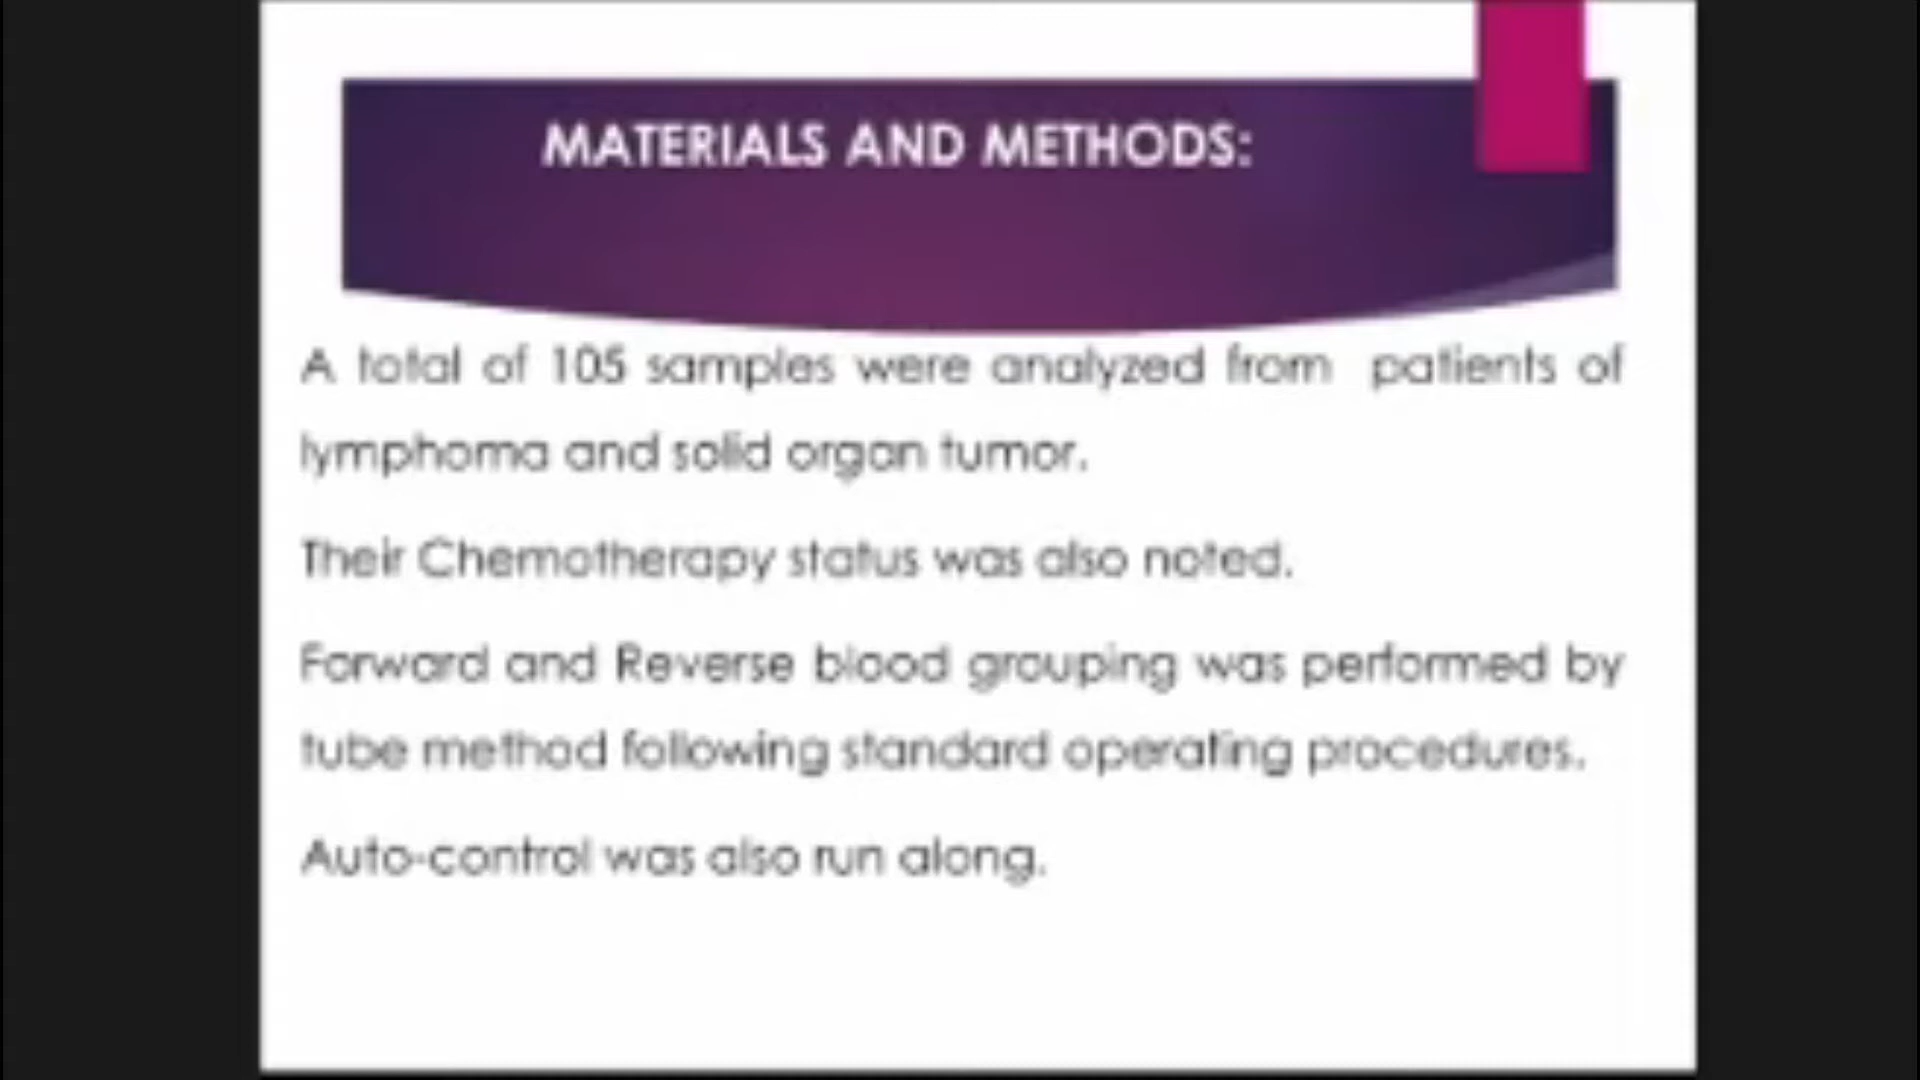 MATERIALS AND METHODS:
A total of 105 samples were analyzed from patients of
lymphoma and solid organ tumor.
Their Chemotherapy status was also noted.
Forward and Reverse blood grouping was performed by
tube method following standard operating procedures.
Auto-control was also run along.